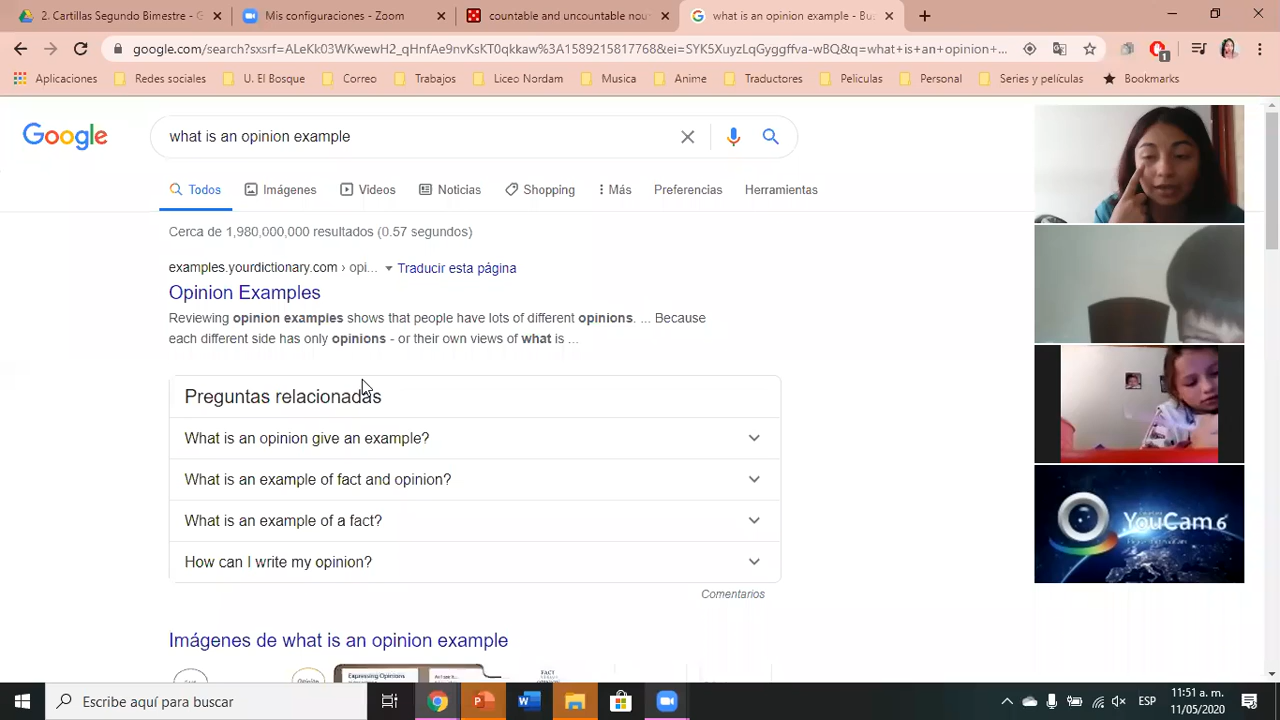 2. Cartillas Segundo Bimestre - G
Mis configuraciones - Zoom
countable and uncountable nou
what is an opinion example - Bu
google.com/search?sxsrf=ALeKk03WKwewH2_qHnfAe9nvKsKT0qkkaw%3A1589215817768&ei=SYK5XuyzLqGyggffva-wBQ&q=what+is+an+opinion+...
1
Aplicaciones Redes sociales U. El Bosque Correo Trabajos Liceo Nordam Musica Anime Traductores Peliculas Personal Series y películas Bookmarks
Google
what is an opinion example
Todos Imágenes Videos Noticias Shopping Más Preferencias Herramientas
Cerca de 1,980,000,000 resultados (0.57 segundos)
examples.yourdictionary.com › opi... Traducir esta página
Opinion Examples
Reviewing opinion examples shows that people have lots of different opinions. ... Because
each different side has only opinions - or their own views of what is ...
Preguntas relacionadas
What is an opinion give an example?
What is an example of fact and opinion?
What is an example of a fact?
How can I write my opinion?
Comentarios
Imágenes de what is an opinion example
Expressing Opinions
FACT
YouCam 6
Escribe aquí para buscar
ESP
11:51 a. m.
11/05/2020